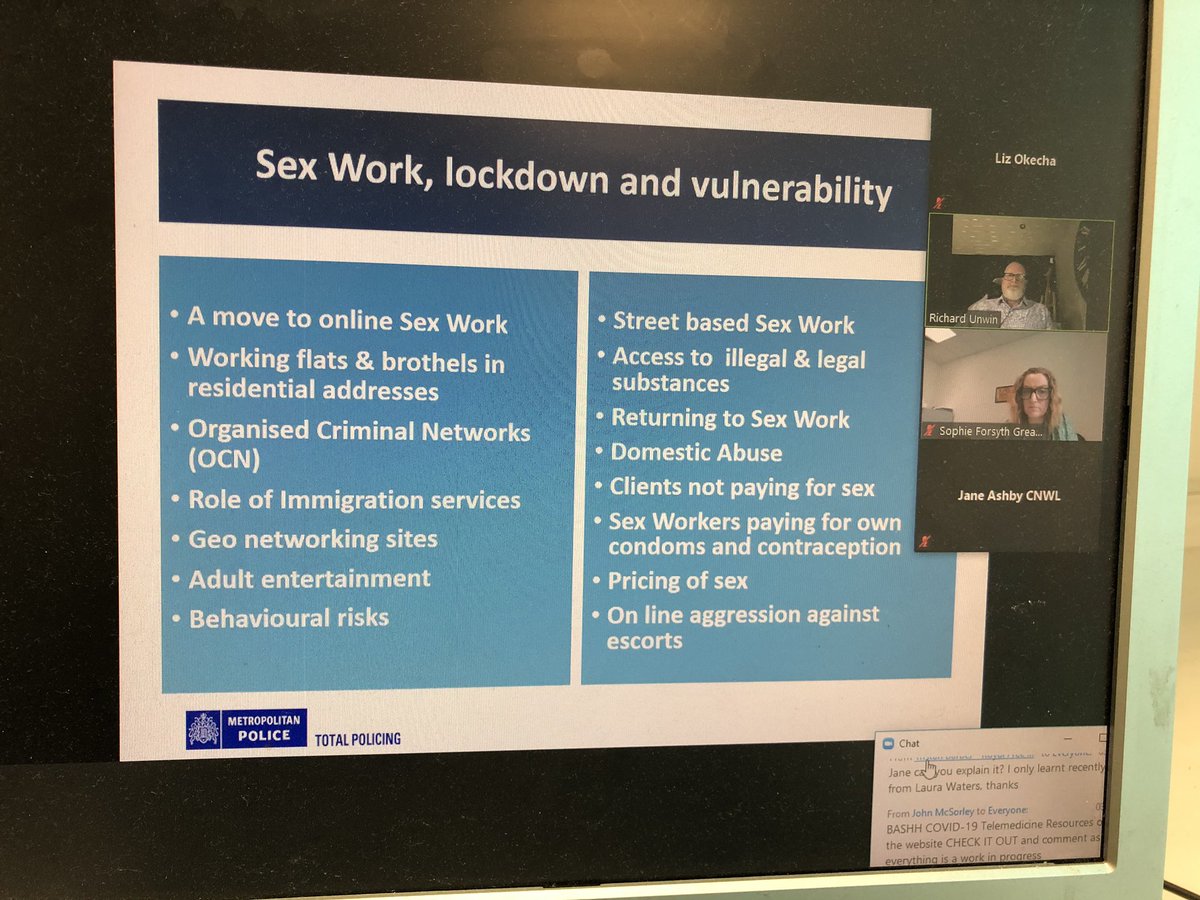 Sex Work, lockdown and vulnerability
• A move to online Sex Work
• Working flats & brothels in
residential addresses
• Organised Criminal Networks
(OCN)
• Role of Immigration services
• Geo networking sites
• Adult entertainment
• Behavioural risks
• Street based Sex Work
• Access to illegal & legal
substances
• Returning to Sex Work
• Domestic Abuse
• Clients not paying for sex
• Sex Workers paying for own
condoms and contraception
• Pricing of sex
• On line aggression against
escorts
METROPOLITAN
POLICE
TOTAL POLICING
Liz Okecha
Richard Unwin
Sophie Forsyth Grea...
Jane Ashby CNWL
Chat
to Everyone:
Jane can you explain it? I only learnt recently
from Laura Waters, thanks
From John McSorley to Everyone:
BASHH COVID-19 Telemedicine Resources
the website CHECK IT OUT and comment as
everything is a work in progress